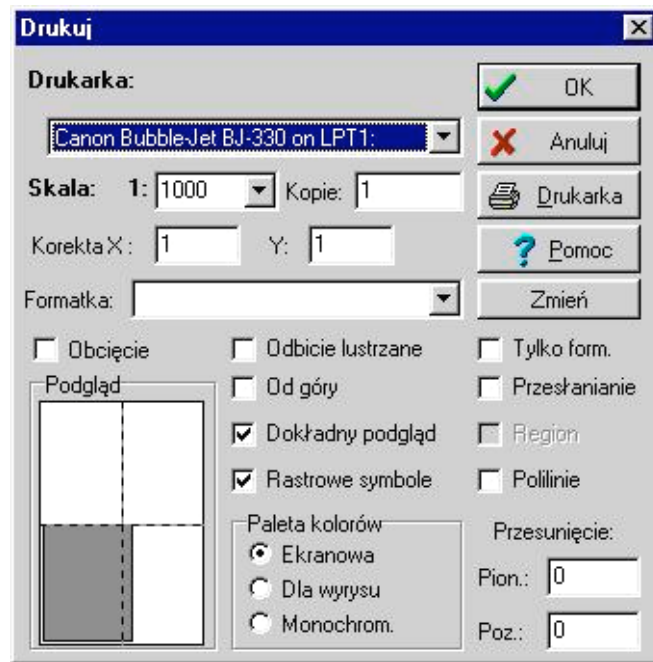 Drukuj
Drukarka:
OK
Canon Bubble-Jet BJ-330 on LPT1:
Anuluj
Skala: 1: 1000 Kopie: 1
Drukarka
Korekta X : 1 Y: 1
Pomoc
Formatka:
Zmień
Obcięcie Odbicie lustrzane Tylko form.
Podgląd Od góry Przesłanianie
Dokładny podgląd Region
Rastrowe symbole Polilinie
Paleta kolorów Przesunięcie:
Ekranowa
Dla wyrysu Pion.: 0
Monochrom. Poz.: 0